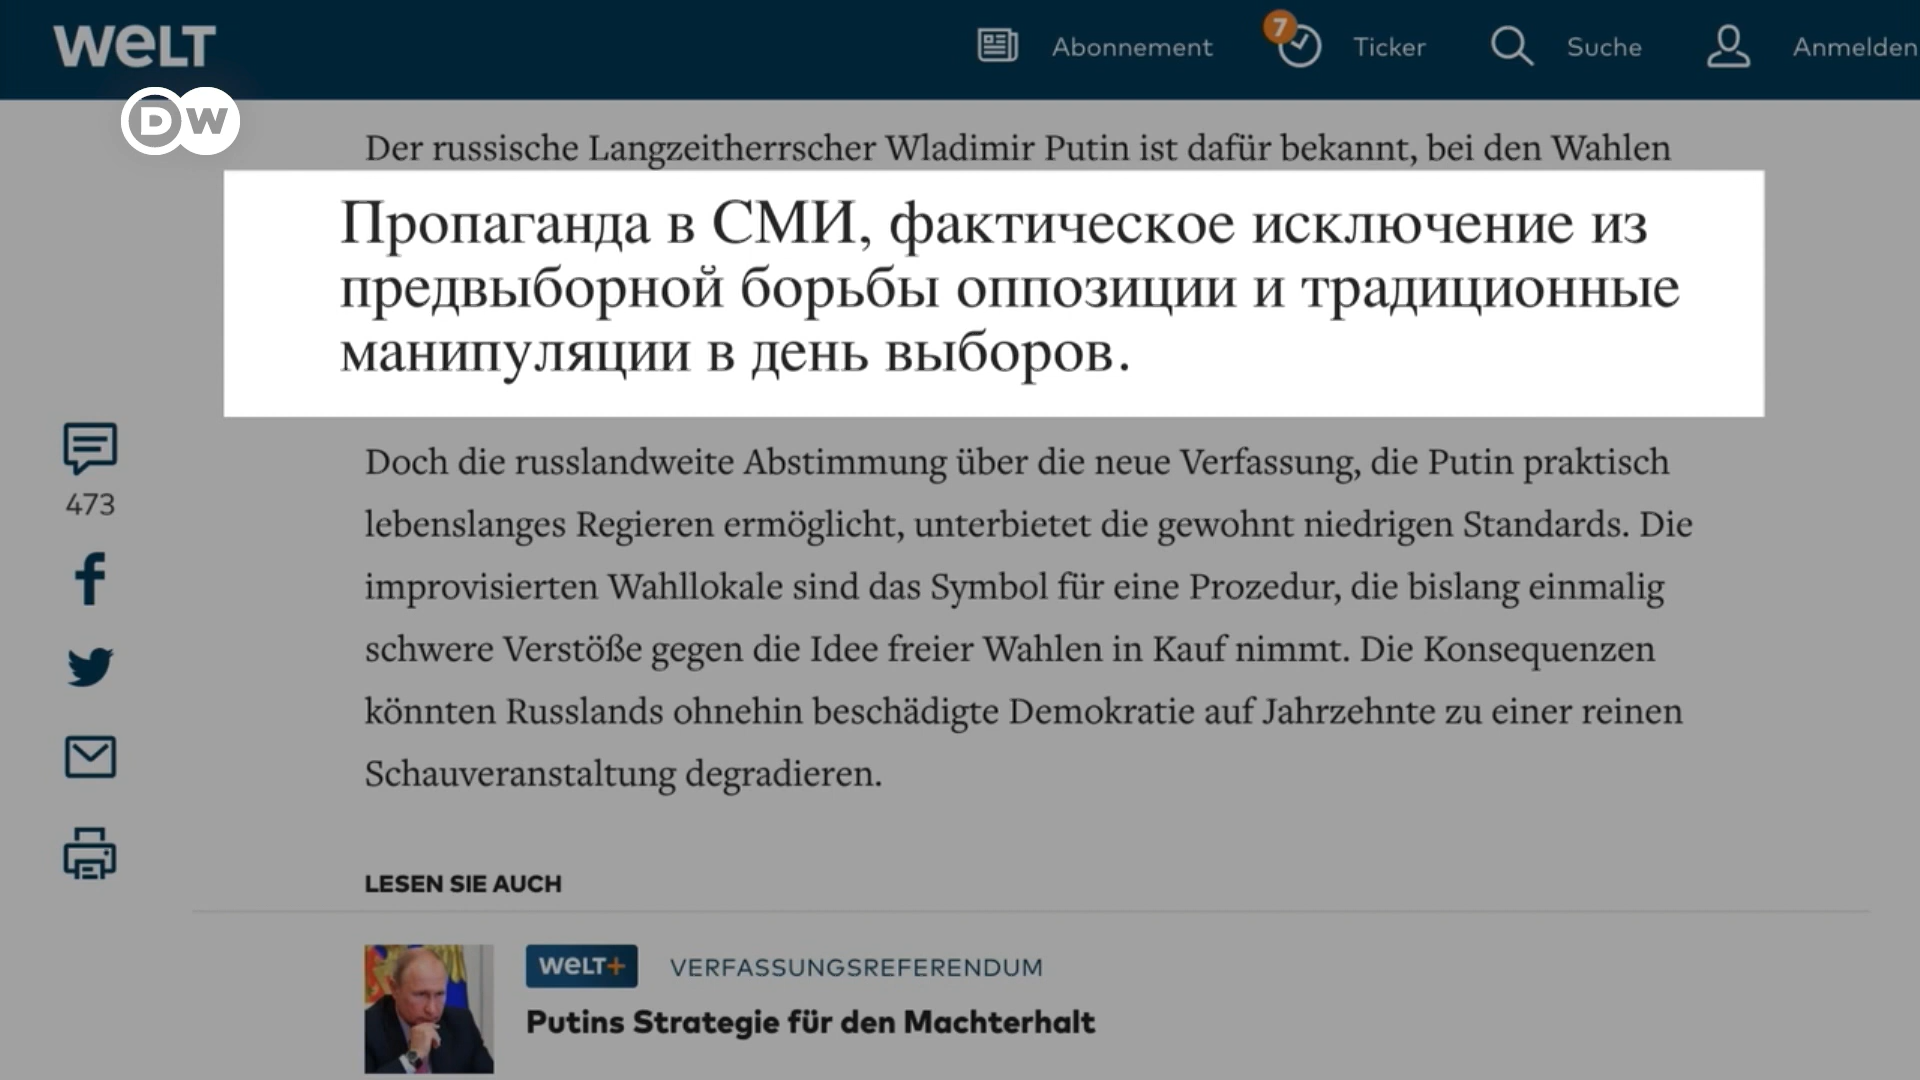 WELT
Abonnement
7
Ticker
Suche
Anmelden
DW
Der russische Langzeitherrscher Wladimir Putin ist dafür bekannt, bei den Wahlen
Пропаганда в СМИ, фактическое исключение из
предвыборной борьбы оппозиции и традиционные
манипуляции в день выборов.
Doch die russlandweite Abstimmung über die neue Verfassung, die Putin praktisch
lebenslanges Regieren ermöglicht, unterbietet die gewohnt niedrigen Standards. Die
improvisierten Wahllokale sind das Symbol für eine Prozedur, die bislang einmalig
schwere Verstöße gegen die Idee freier Wahlen in Kauf nimmt. Die Konsequenzen
könnten Russlands ohnehin beschädigte Demokratie auf Jahrzehnte zu einer reinen
Schauveranstaltung degradieren.
473
LESEN SIE AUCH
WELT+ VERFASSUNGSREFERENDUM
Putins Strategie für den Machterhalt